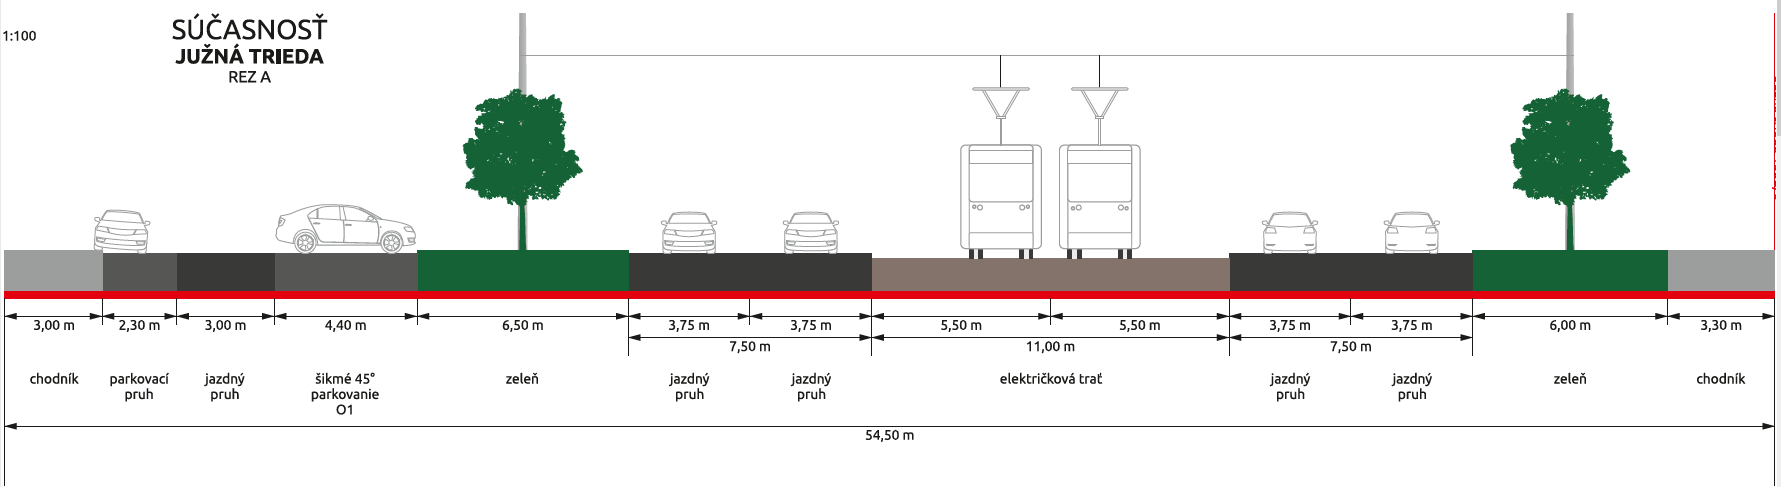 1:100
SÚČASNOSŤ
JUŽNÁ TRIEDA
REZ A
3,00 m 2,30 m 3,00 m 4,40 m 6,50 m 3,75 m 3,75 m 5,50 m 5,50 m 3,75 m 3,75 m 6,00 m 3,30 m
7,50 m 11,00 m 7,50 m
chodník parkovací jazdný šikmé 45° zeleň jazdný jazdný električková trať jazdný jazdný zeleň chodník
pruh pruh parkovanie pruh pruh pruh pruh
O1
54,50 m